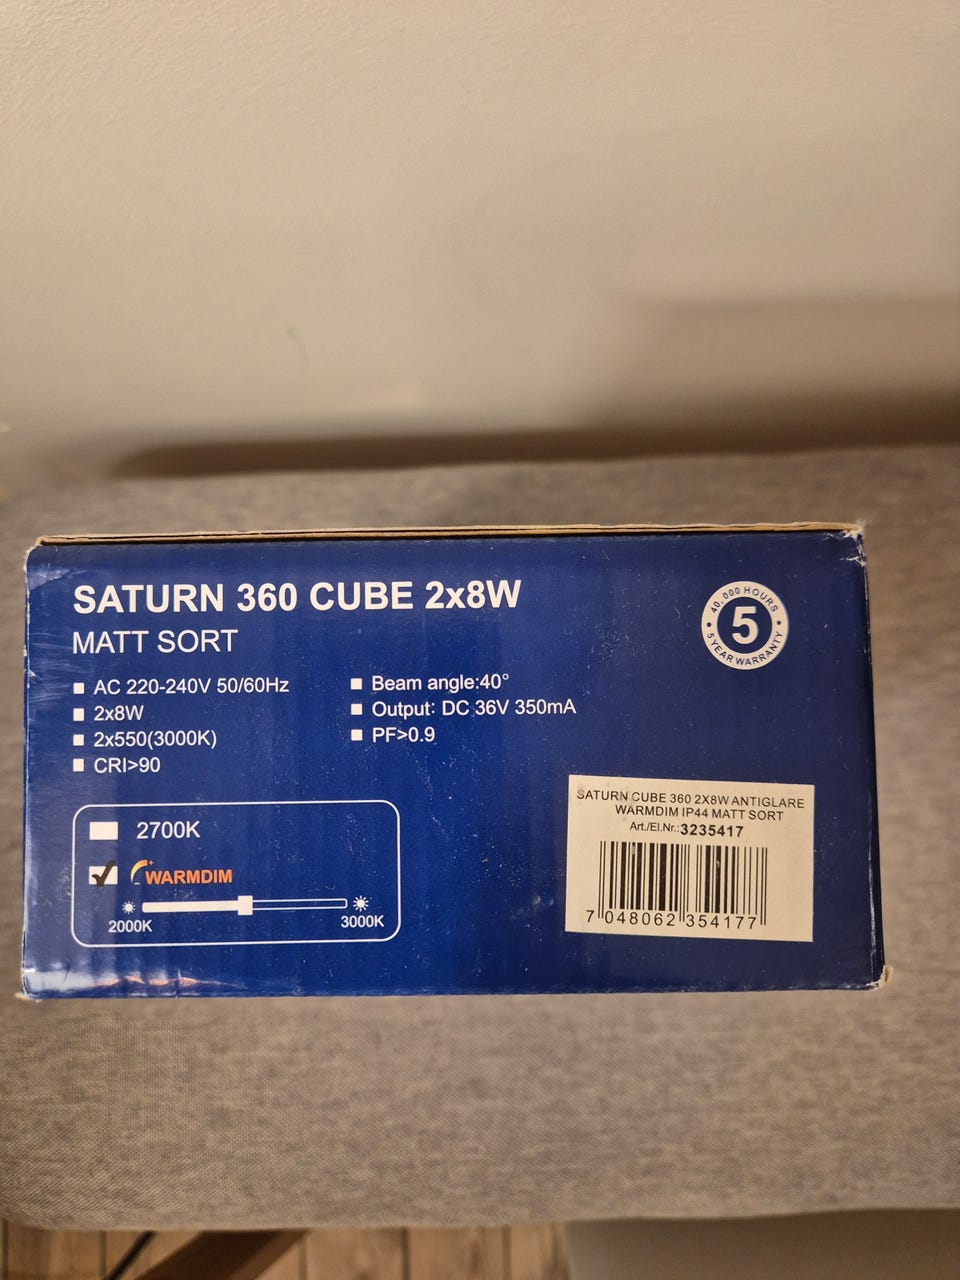 SATURN 360 CUBE 2x8W
MATT SORT
AC 220-240V 50/60Hz
2x8W
2x550(3000K)
CRI>90
Beam angle:40°
Output: DC 36V 350mA
PF>0.9
40.000 HOURS
5
5 YEAR WARRANTY
2700K
WARMDIM
2000K
3000K
SATURN CUBE 360 2X8W ANTIGLARE
WARMDIM IP44 MATT SORT
Art./El.Nr.:3235417
7 048062 354177